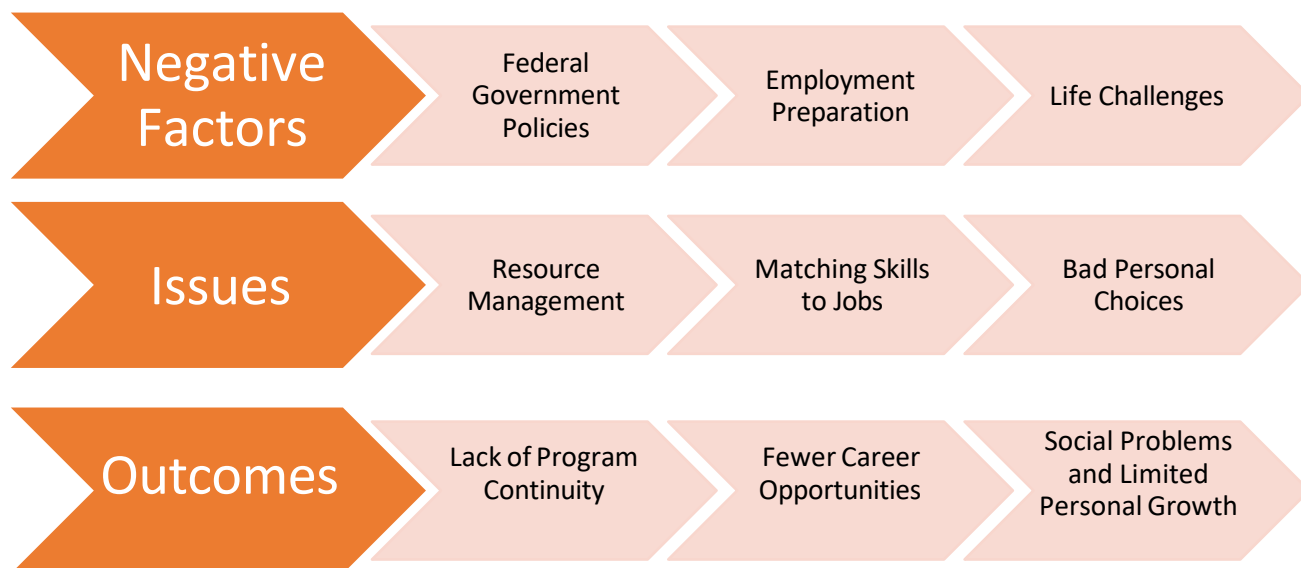 Negative
Factors
Federal
Government
Policies
Employment
Preparation
Life Challenges
Issues
Resource
Management
Matching Skills
to Jobs
Bad Personal
Choices
Outcomes
Lack of Program
Continuity
Fewer Career
Opportunities
Social Problems
and Limited
Personal Growth